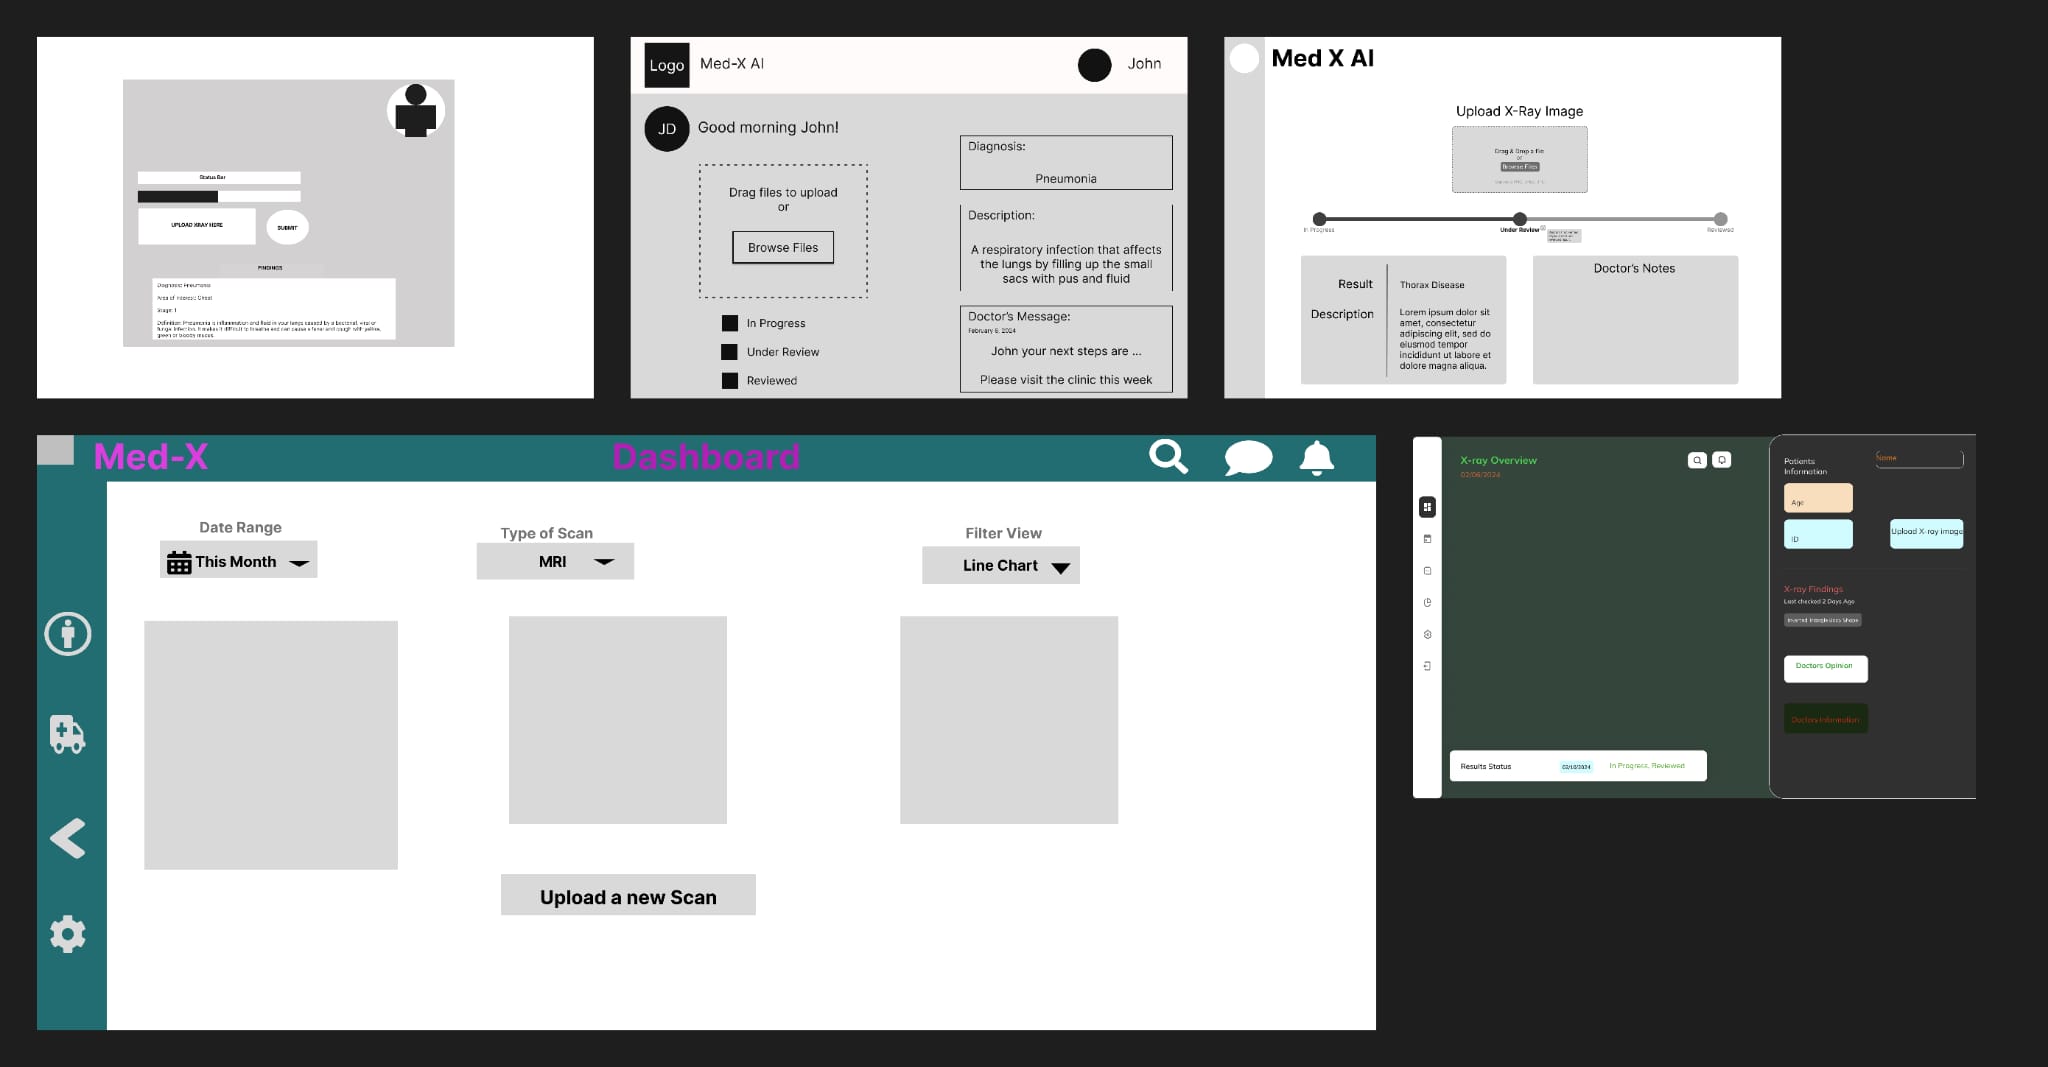 Status Bar
UPLOAD XRAY HERE
SUBMIT
FINDINGS
Diagnosis: Pneumonia
Area of interest: Chest
Stage: 1
Definition: Pneumonia is inflammation and fluid in your lungs caused by a bacterial, viral or
fungal infection. It makes it difficult to breathe and can cause a fever and cough with yellow,
green or bloody mucus.
Logo
Med-X AI
John
JD
Good morning John!
Drag files to upload
or
Browse Files
In Progress
Under Review
Reviewed
Diagnosis:
Pneumonia
Description:
A respiratory infection that affects
the lungs by filling up the small
sacs with pus and fluid
Doctor's Message:
February 6, 2024
John your next steps are ...
Please visit the clinic this week
Med X AI
Upload X-Ray Image
Drag & Drop a file
or
Browse Files
In Progress
Under Review
Reviewed
Result
Thorax Disease
Description
Lorem ipsum dolor sit
amet, consectetur
adipiscing elit, sed do
eiusmod tempor
incididunt ut labore et
dolore magna aliqua.
Doctor's Notes
Med-X
Dashboard
Date Range
This Month
Type of Scan
MRI
Filter View
Line Chart
Upload a new Scan
X-ray Overview
02/06/2024
Results Status
02/10/2024
In Progress, Reviewed
Patients
Information
Name
Age
ID
Upload X-ray image
X-ray Findings
Last checked 2 Days Ago
Doctors Opinion
Doctors Information